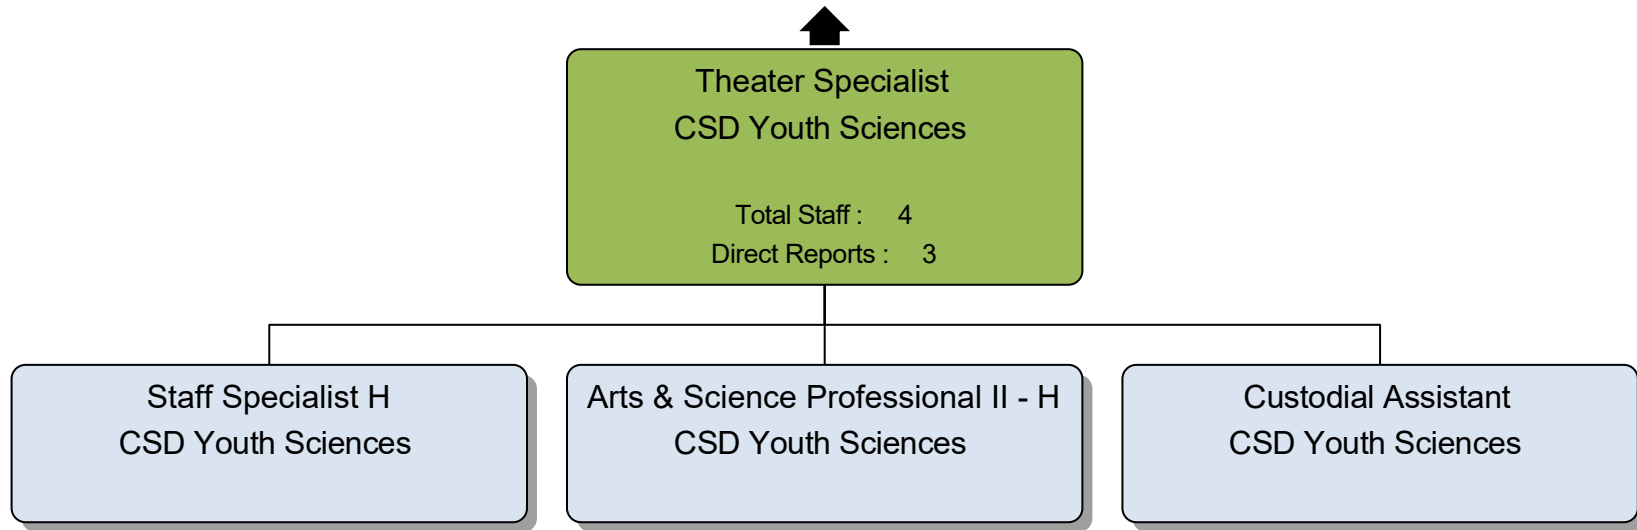 Theater Specialist
CSD Youth Sciences
Total Staff : 4
Direct Reports : 3
Staff Specialist H
CSD Youth Sciences
Arts & Science Professional II - H
CSD Youth Sciences
Custodial Assistant
CSD Youth Sciences